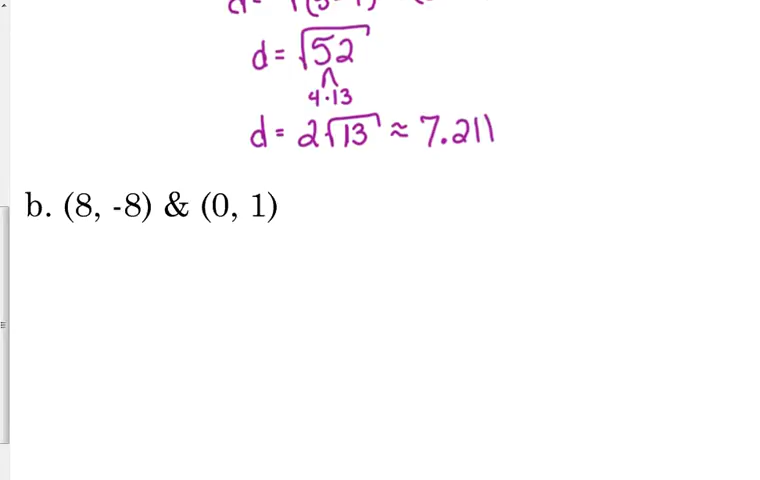 d = √52
4·13
d = 2√13 ≈ 7.211
b. (8, -8) & (0, 1)